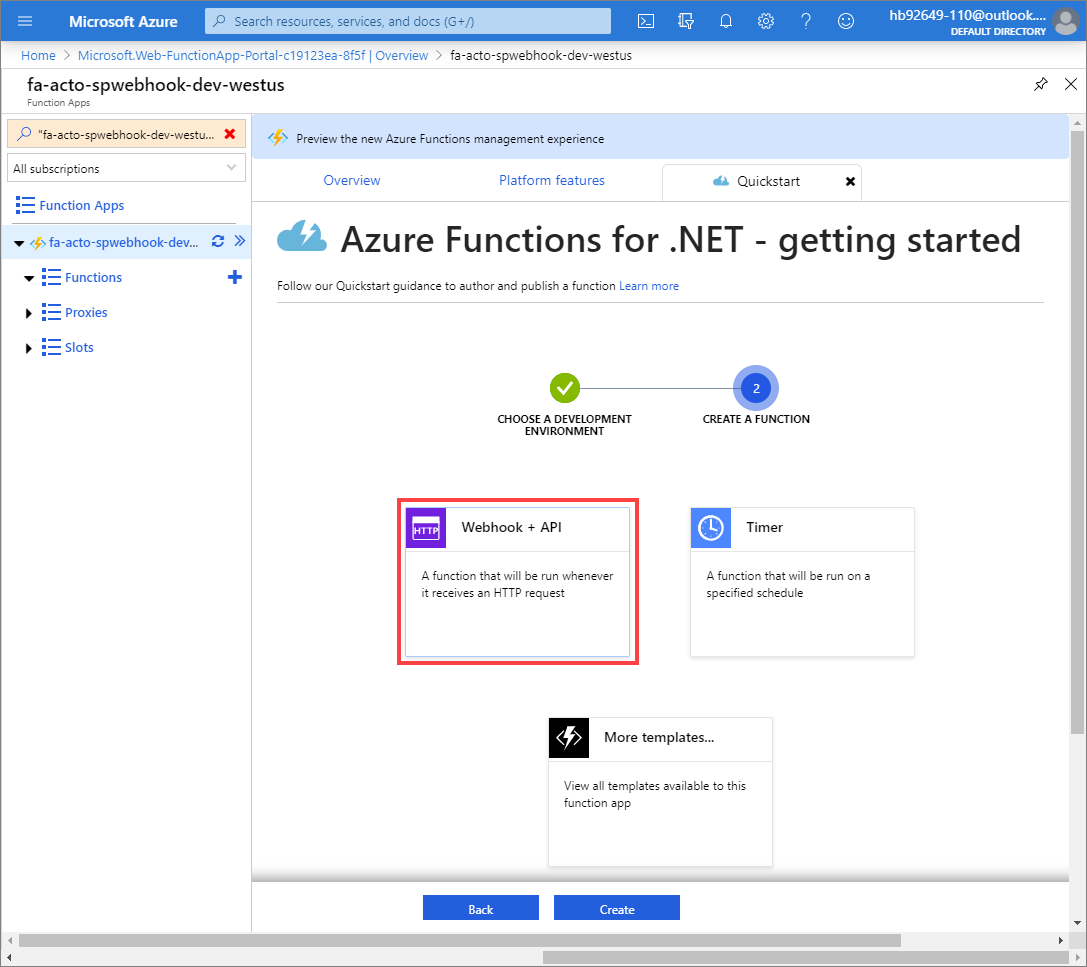 Microsoft Azure
Search resources, services, and docs (G+/)
hb92649-110@outlook....
DEFAULT DIRECTORY
Home > Microsoft.Web-FunctionApp-Portal-c19123ea-8f5f | Overview > fa-acto-spwebhook-dev-westus
fa-acto-spwebhook-dev-westus
Function Apps
"fa-acto-spwebhook-dev-westu...
All subscriptions
Function Apps
fa-acto-spwebhook-dev...
Functions
Proxies
Slots
Preview the new Azure Functions management experience
Overview
Platform features
Quickstart
Azure Functions for .NET - getting started
Follow our Quickstart guidance to author and publish a function Learn more
2
CHOOSE A DEVELOPMENT
ENVIRONMENT
CREATE A FUNCTION
HTTP
Webhook + API
A function that will be run whenever
it receives an HTTP request
Timer
A function that will be run on a
specified schedule
More templates...
View all templates available to this
function app
Back
Create